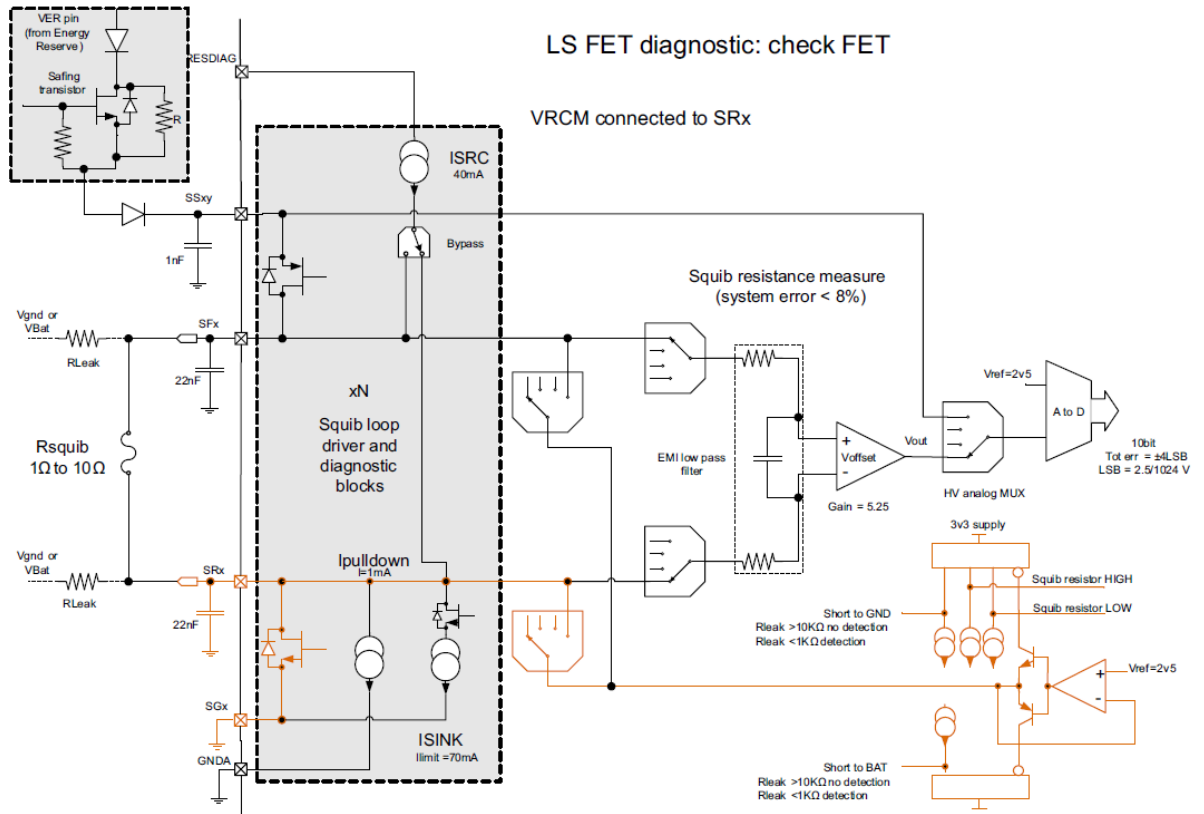 LS FET diagnostic: check FET
VRCM connected to SRx
VER pin
(from Energy
Reserve)
Safing
transistor
R
RESDIAG
ISRC
40mA
SSxy
Bypass
1nF
Squib resistance measure
(system error < 8%)
Vgnd or
VBat
SFx
RLeak
22nF
Vref=2v5
A to D
xN
Squib loop
driver and
diagnostic
blocks
Rsquib
1Ω to 10Ω
EMI low pass
filter
+
Voffset
-
Vout
Gain = 5.25
HV analog MUX
10bit
Tot err = ±4LSB
LSB = 2.5/1024 V
3v3 supply
Vgnd or
VBat
SRx
RLeak
22nF
Ipulldown
I=1mA
Squib resistor HIGH
Squib resistor LOW
Short to GND
Rleak >10KΩ no detection
Rleak <1KΩ detection
+
-
Vref=2v5
SGx
GNDA
ISINK
Ilimit =70mA
Short to BAT
Rleak >10KΩ no detection
Rleak <1KΩ detection